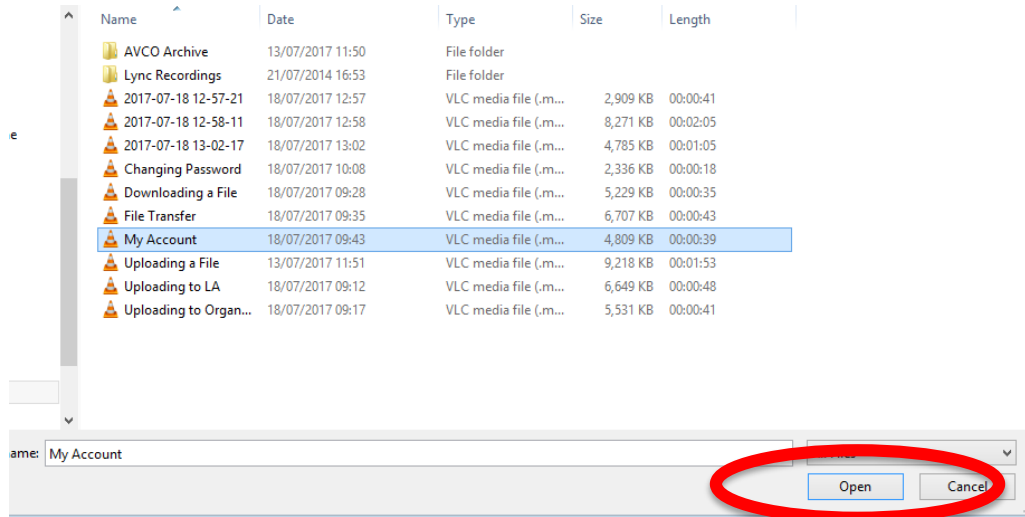 Name Date Type Size Length
AVCO Archive 13/07/2017 11:50 File folder
Lync Recordings 21/07/2014 16:53 File folder
2017-07-18 12-57-21 18/07/2017 12:57 VLC media file (.m... 2,909 KB 00:00:41
2017-07-18 12-58-11 18/07/2017 12:58 VLC media file (.m... 8,271 KB 00:02:05
2017-07-18 13-02-17 18/07/2017 13:02 VLC media file (.m... 4,785 KB 00:01:05
Changing Password 18/07/2017 10:08 VLC media file (.m... 2,336 KB 00:00:18
Downloading a File 18/07/2017 09:28 VLC media file (.m... 5,229 KB 00:00:35
File Transfer 18/07/2017 09:35 VLC media file (.m... 6,707 KB 00:00:43
My Account 18/07/2017 09:43 VLC media file (.m... 4,809 KB 00:00:39
Uploading a File 13/07/2017 11:51 VLC media file (.m... 9,218 KB 00:01:53
Uploading to LA 18/07/2017 09:12 VLC media file (.m... 6,649 KB 00:00:48
Uploading to Organ... 18/07/2017 09:17 VLC media file (.m... 5,531 KB 00:00:41
ame: My Account
Open Cancel